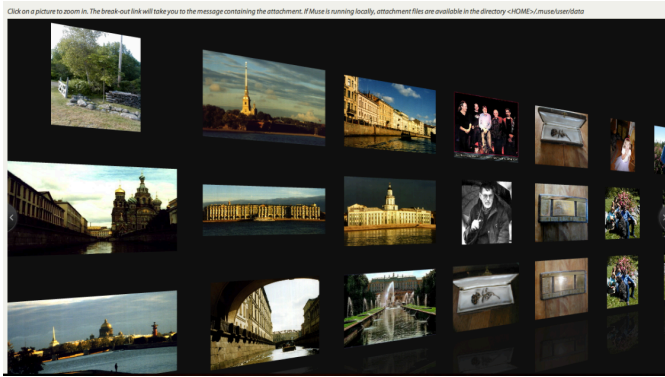 Click on a picture to zoom in. The break-out link will take you to the message containing the attachment. If Muse is running locally, attachment files are available in the directory <HOME>/.muse/user/data